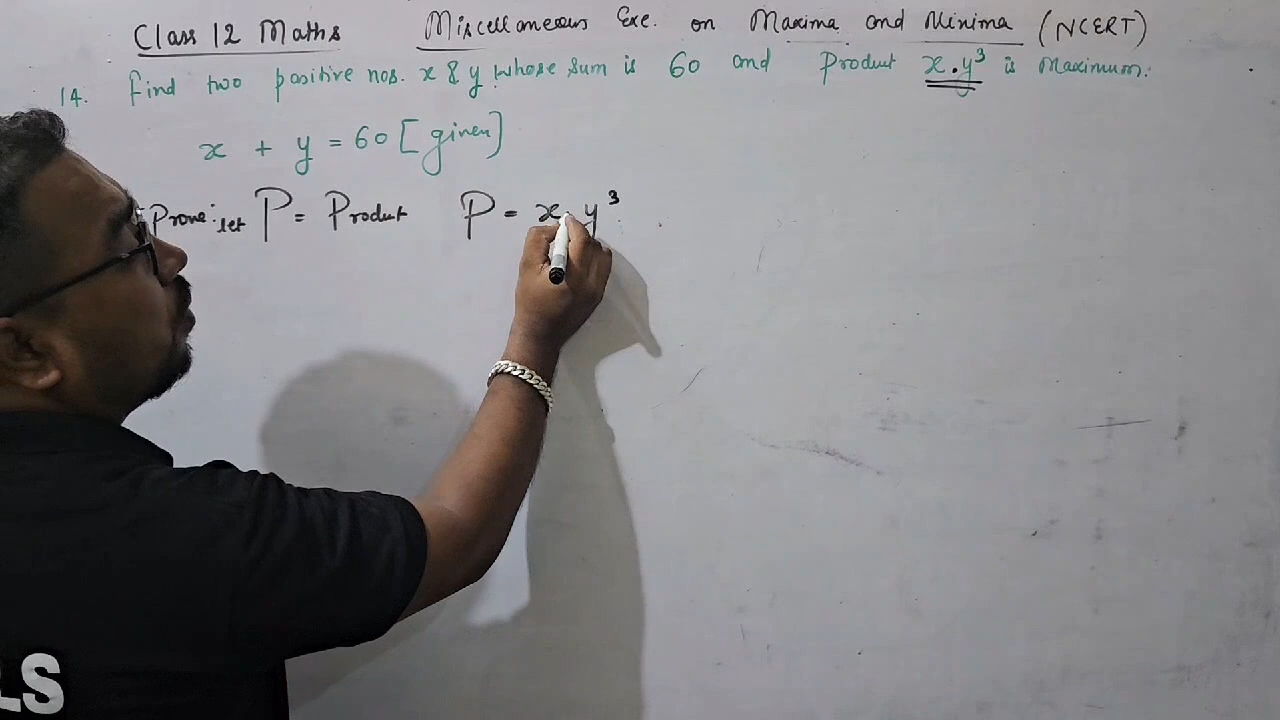 Class 12 Maths Miscellaneous Exe. on Maxima and Minima (NCERT)
14. Find two positive nos. x & y whose sum is 60 and Product x.y³ is Maximum.
x + y = 60 [given]
Prove: let P = Product P = x.y³
LS